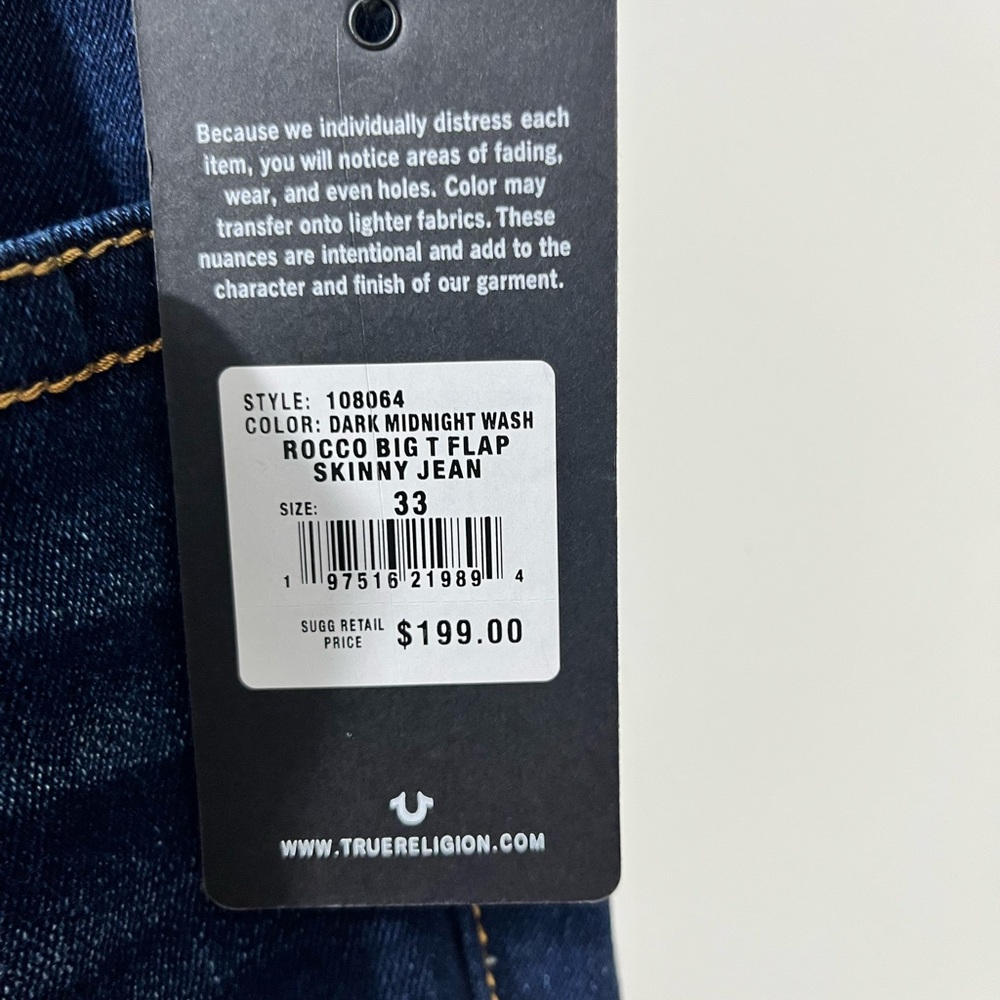 Because we individually distress each
item, you will notice areas of fading,
wear, and even holes. Color may
transfer onto lighter fabrics. These
nuances are intentional and add to the
character and finish of our garment.
STYLE: 108064
COLOR: DARK MIDNIGHT WASH
ROCCO BIG T FLAP
SKINNY JEAN
SIZE: 33
1 97516 21989 4
SUGG RETAIL
PRICE $199.00
WWW.TRUERELIGION.COM